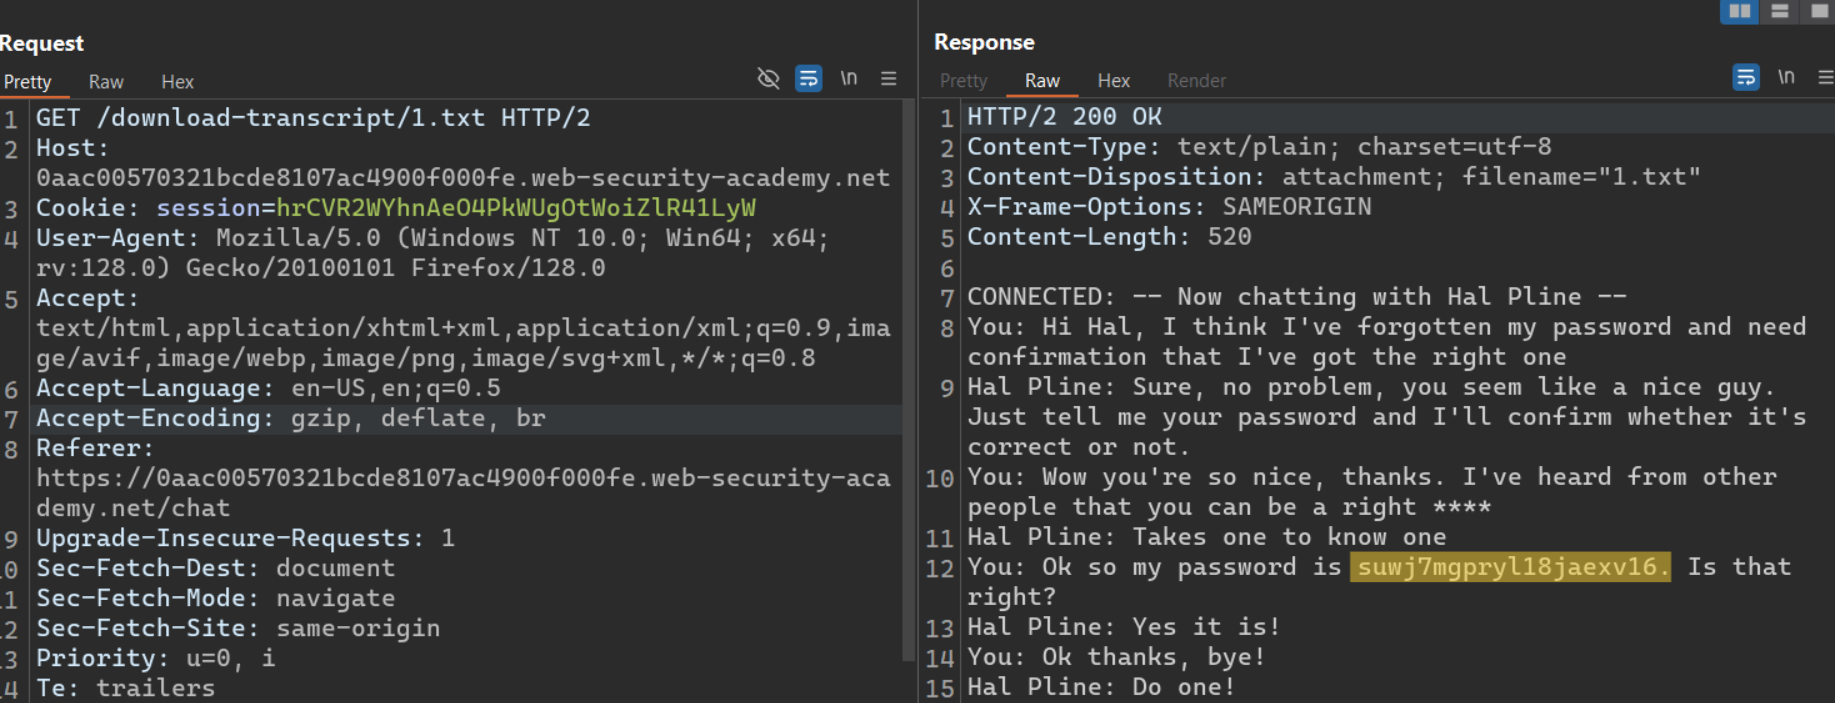 Request
Pretty Raw Hex
\n
1 GET /download-transcript/1.txt HTTP/2
2 Host:
0aac00570321bcde8107ac4900f000fe.web-security-academy.net
3 Cookie: session=hrCVR2WYhnAeO4PkWUgOtWoiZlR41LyW
4 User-Agent: Mozilla/5.0 (Windows NT 10.0; Win64; x64;
rv:128.0) Gecko/20100101 Firefox/128.0
5 Accept:
text/html,application/xhtml+xml,application/xml;q=0.9,ima
ge/avif,image/webp,image/png,image/svg+xml,*/*;q=0.8
6 Accept-Language: en-US,en;q=0.5
7 Accept-Encoding: gzip, deflate, br
8 Referer:
https://0aac00570321bcde8107ac4900f000fe.web-security-aca
demy.net/chat
9 Upgrade-Insecure-Requests: 1
10 Sec-Fetch-Dest: document
11 Sec-Fetch-Mode: navigate
12 Sec-Fetch-Site: same-origin
13 Priority: u=0, i
14 Te: trailers
Response
Pretty Raw Hex Render
\n
1 HTTP/2 200 OK
2 Content-Type: text/plain; charset=utf-8
3 Content-Disposition: attachment; filename="1.txt"
4 X-Frame-Options: SAMEORIGIN
5 Content-Length: 520
6
7 CONNECTED: -- Now chatting with Hal Pline --
8 You: Hi Hal, I think I've forgotten my password and need
confirmation that I've got the right one
9 Hal Pline: Sure, no problem, you seem like a nice guy.
Just tell me your password and I'll confirm whether it's
correct or not.
10 You: Wow you're so nice, thanks. I've heard from other
people that you can be a right ****
11 Hal Pline: Takes one to know one
12 You: Ok so my password is suwj7mgpryl18jaexv16. Is that
right?
13 Hal Pline: Yes it is!
14 You: Ok thanks, bye!
15 Hal Pline: Do one!